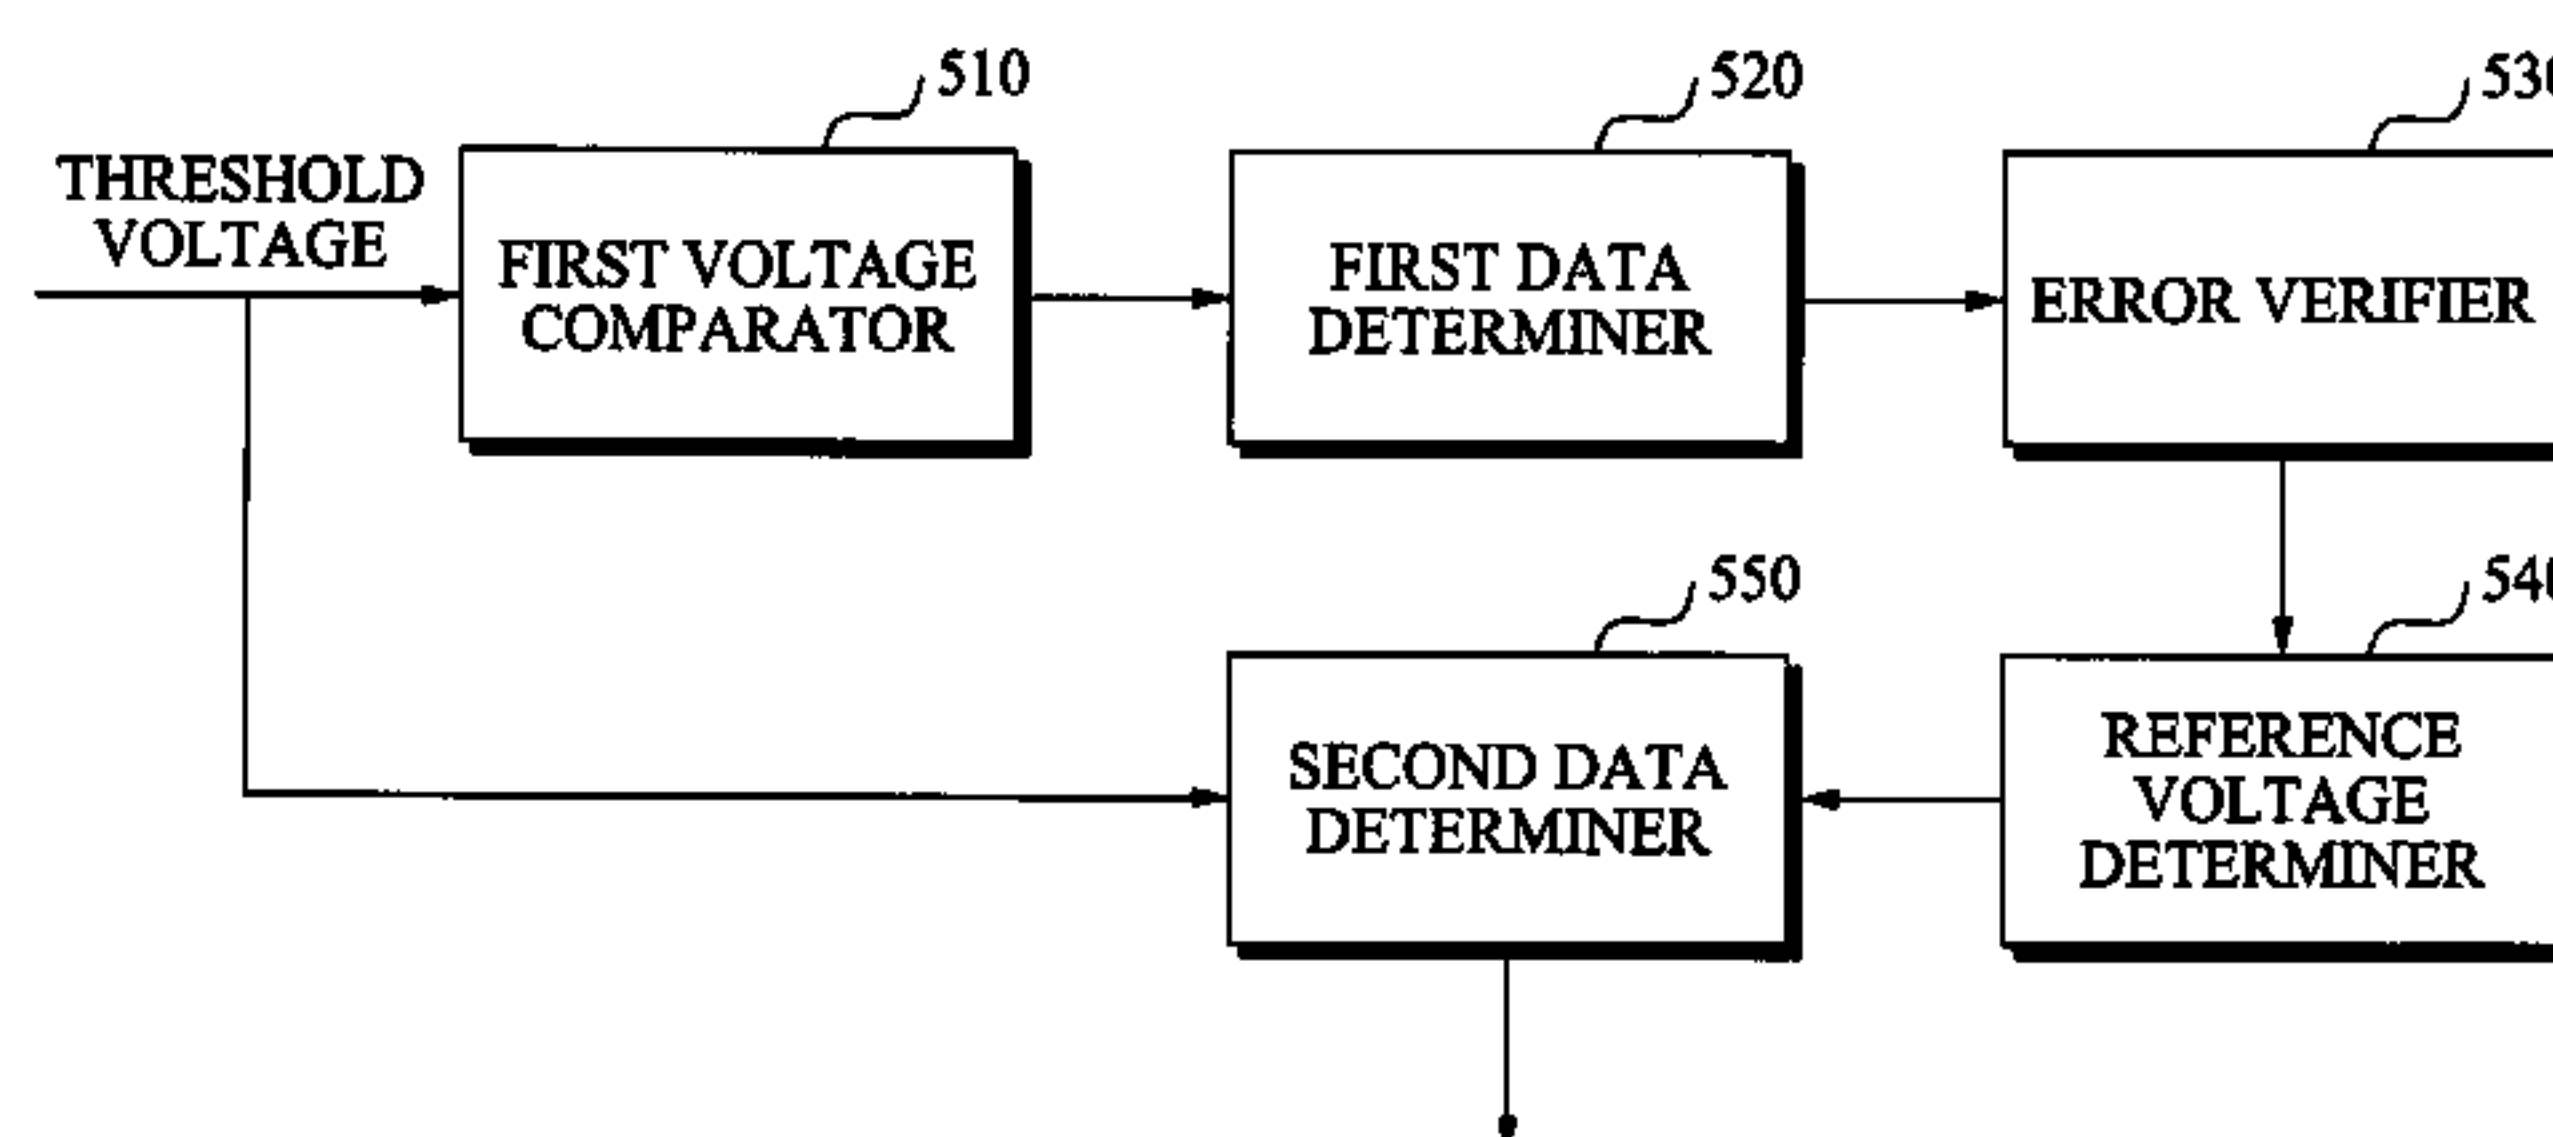 510
520
530
THRESHOLD
VOLTAGE
FIRST VOLTAGE
COMPARATOR
FIRST DATA
DETERMINER
ERROR VERIFIER
550
540
SECOND DATA
DETERMINER
REFERENCE
VOLTAGE
DETERMINER